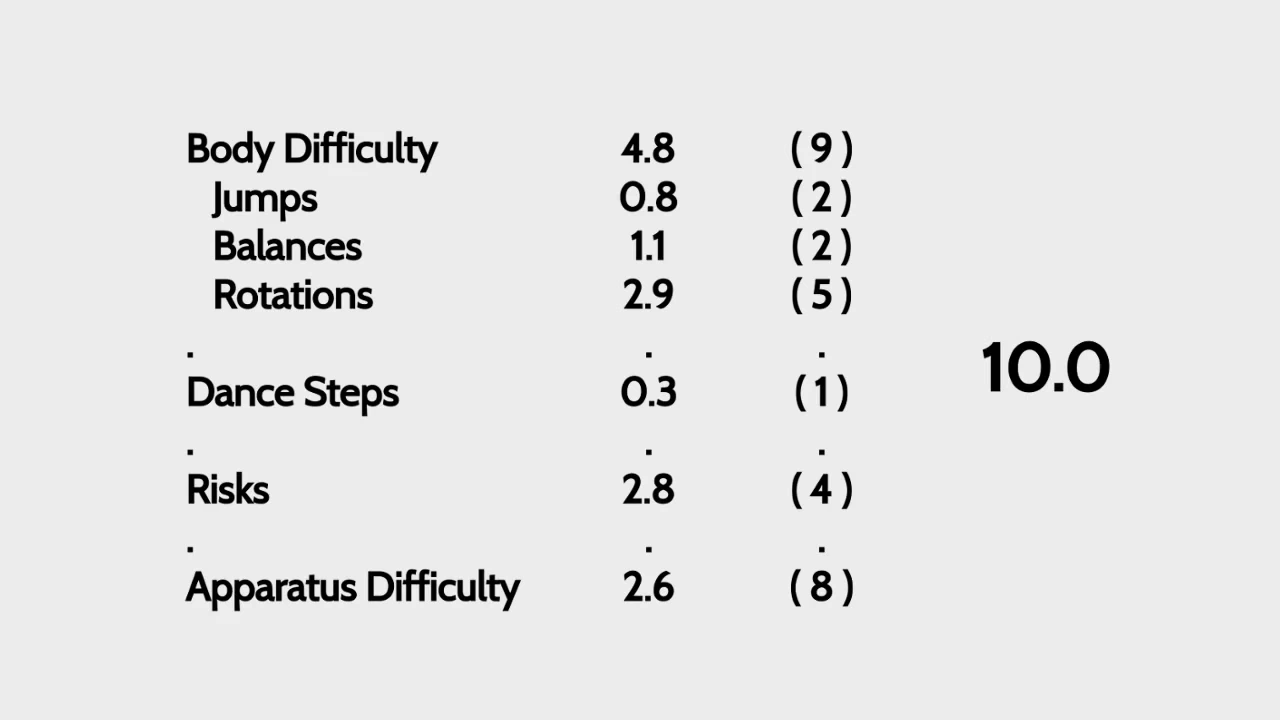 Body Difficulty 4.8 ( 9 )
Jumps 0.8 ( 2 )
Balances 1.1 ( 2 )
Rotations 2.9 ( 5 )
. . .
10.0
Dance Steps 0.3 ( 1 )
. . .
Risks 2.8 ( 4 )
. . .
Apparatus Difficulty 2.6 ( 8 )